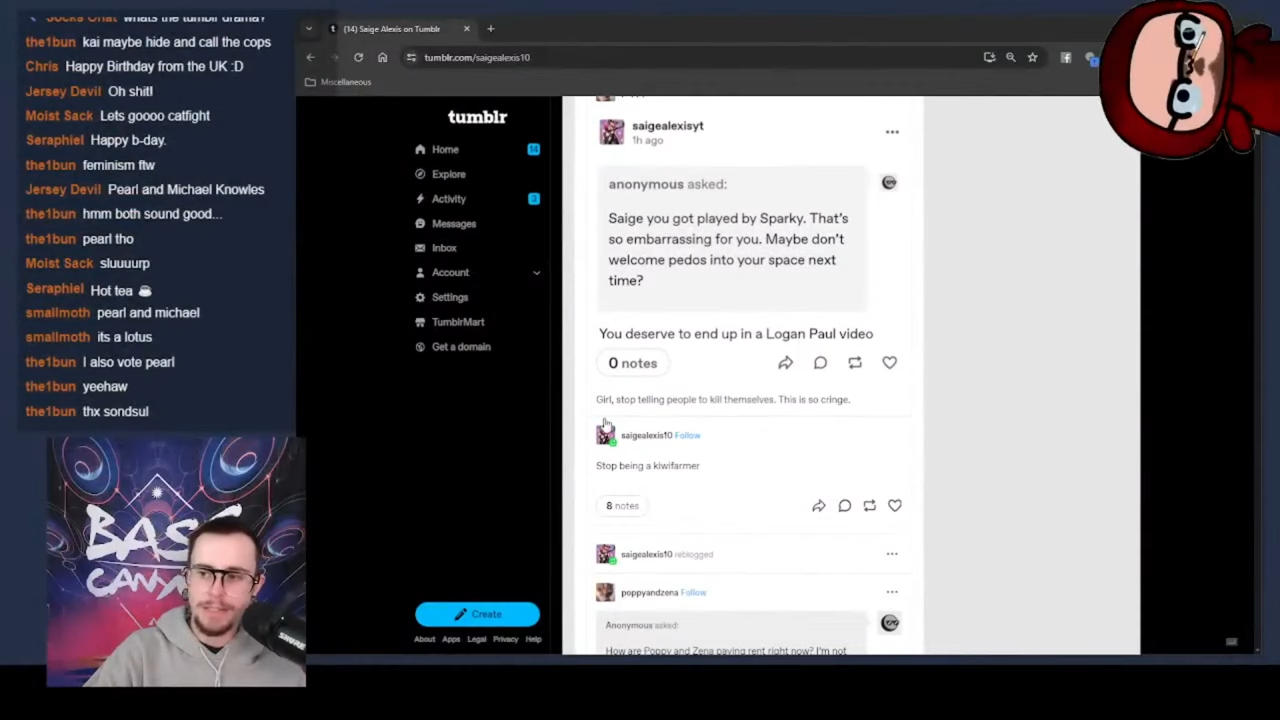 Socks Chat whats the tumblr drama?
the1bun kai maybe hide and call the cops
Chris Happy Birthday from the UK :D
Jersey Devil Oh shit!
Moist Sack Lets goooo catfight
Seraphiel Happy b-day.
the1bun feminism ftw
Jersey Devil Pearl and Michael Knowles
the1bun hmm both sound good...
the1bun pearl tho
Moist Sack sluuurp
Seraphiel Hot tea ☕
smallmoth pearl and michael
smallmoth its a lotus
the1bun I also vote pearl
the1bun yeehaw
the1bun thx sondsul
BASS
CANYON
SHURE
(14) Saige Alexis on Tumblr
tumblr.com/saigealexis10
Miscellaneous
tumblr
Home 14
Explore
Activity 3
Messages
Inbox
Account
Settings
TumblrMart
Get a domain
Create
About Apps Legal Privacy Help
saigealexisyt
1h ago
anonymous asked:
Saige you got played by Sparky. That's
so embarrassing for you. Maybe don't
welcome pedos into your space next
time?
You deserve to end up in a Logan Paul video
0 notes
Girl, stop telling people to kill themselves. This is so cringe.
saigealexis10 Follow
Stop being a kiwifarmer
8 notes
saigealexis10 reblogged
poppyandzena Follow
Anonymous asked:
How are Poppy and Zena paying rent right now? I'm not